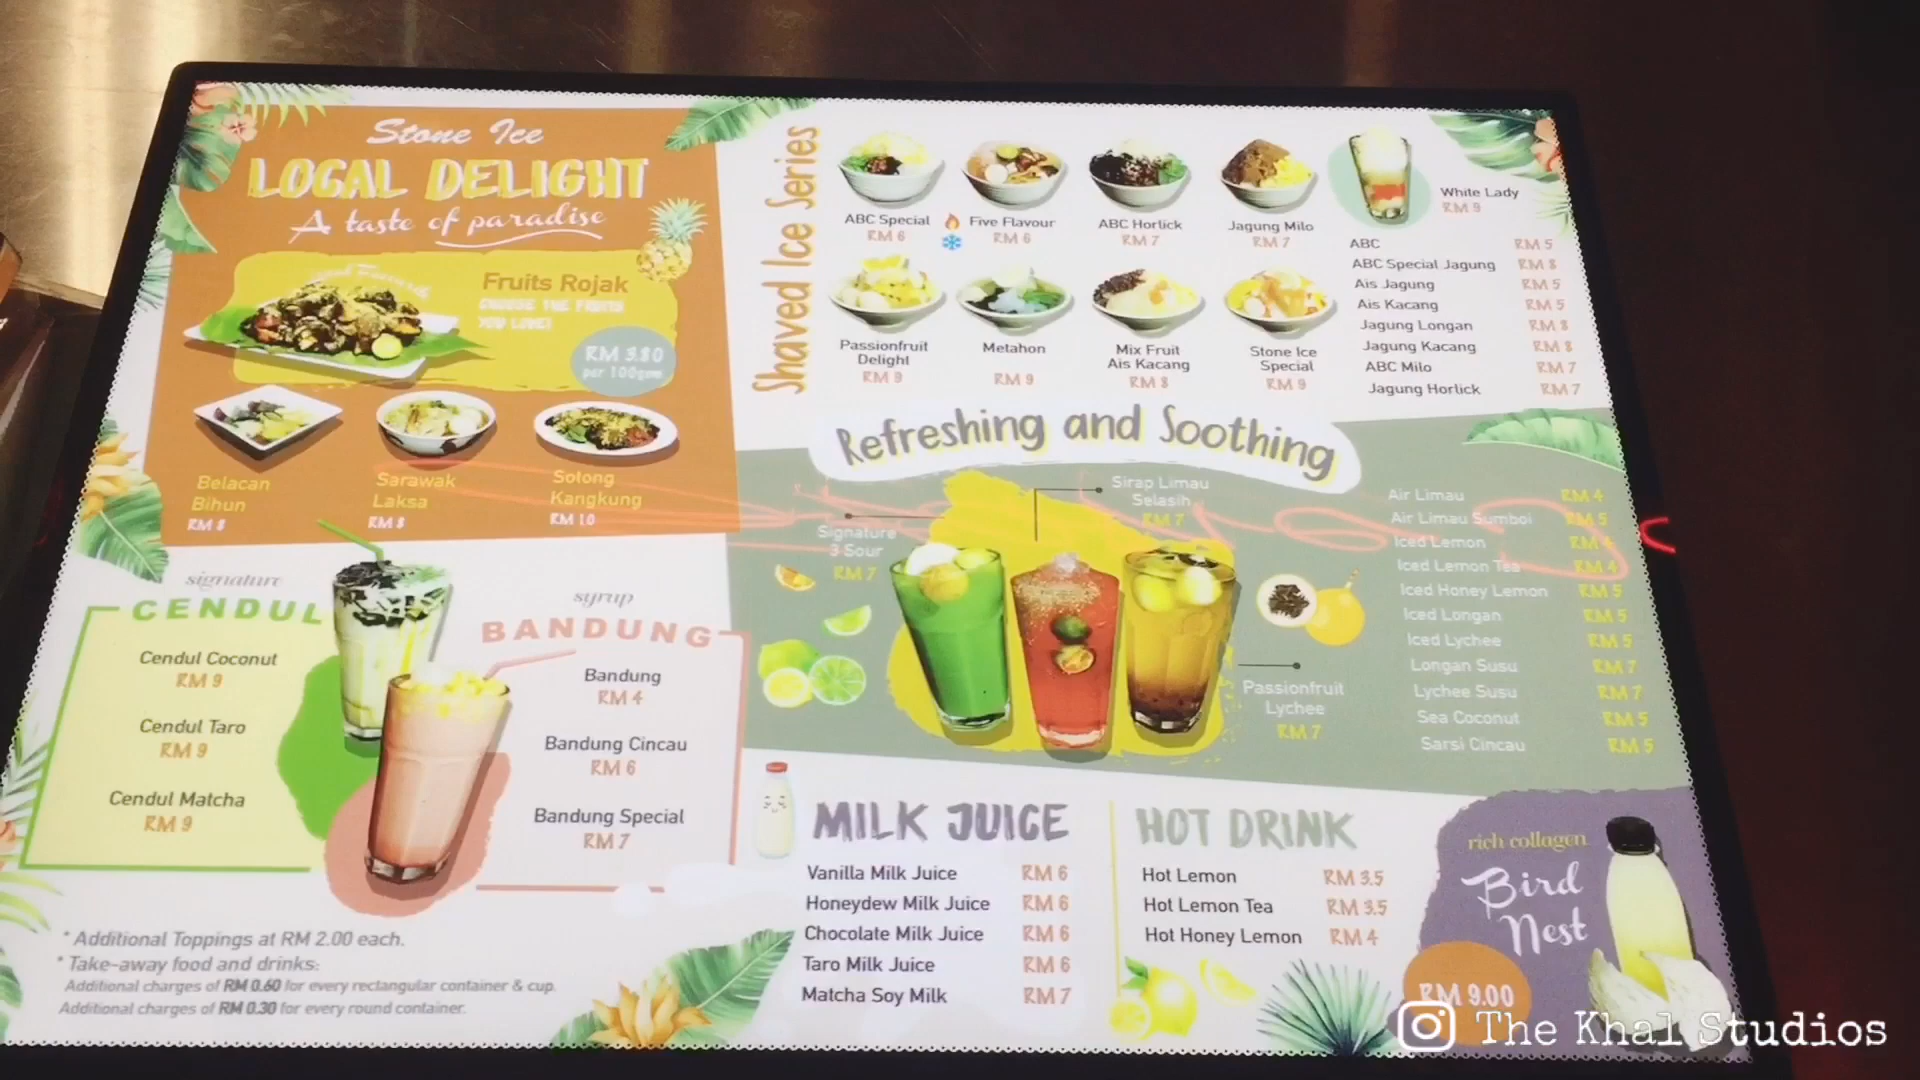 Stone Ice
LOCAL DELIGHT
A taste of paradise
Fruits Rojak
CHOOSE THE FRUITS
YOU LOVE!
RM 3.80
per 100gm
Belacan
Bihun
RM 8
Sarawak
Laksa
RM 8
Sotong
Kangkung
RM 10
signature
CENDUL
Cendul Coconut
RM 9
Cendul Taro
RM 9
Cendul Matcha
RM 9
syrup
BANDUNG
Bandung
RM 4
Bandung Cincau
RM 6
Bandung Special
RM 7
* Additional Toppings at RM 2.00 each.
* Take-away food and drinks:
Additional charges of RM 0.60 for every rectangular container & cup.
Additional charges of RM 0.30 for every round container.
Shaved Ice Series
ABC Special
RM 6
Five Flavour
RM 6
ABC Horlick
RM 7
Jagung Milo
RM 7
White Lady
RM 9
Passionfruit
Delight
RM 9
Metahon
RM 9
Mix Fruit
Ais Kacang
RM 8
Stone Ice
Special
RM 9
ABC RM 5
ABC Special Jagung RM 8
Ais Jagung RM 5
Ais Kacang RM 5
Jagung Longan RM 8
Jagung Kacang RM 8
ABC Milo RM 7
Jagung Horlick RM 7
Refreshing and Soothing
Signature
3 Sour
RM 7
Sirap Limau
Selasih
RM 7
Passionfruit
Lychee
RM 7
Air Limau RM 4
Air Limau Sumboi RM 5
Iced Lemon RM 4
Iced Lemon Tea RM 4
Iced Honey Lemon RM 5
Iced Longan RM 5
Iced Lychee RM 5
Longan Susu RM 7
Lychee Susu RM 7
Sea Coconut RM 5
Sarsi Cincau RM 5
MILK JUICE
Vanilla Milk Juice RM 6
Honeydew Milk Juice RM 6
Chocolate Milk Juice RM 6
Taro Milk Juice RM 6
Matcha Soy Milk RM 7
HOT DRINK
Hot Lemon RM 3.5
Hot Lemon Tea RM 3.5
Hot Honey Lemon RM 4
rich collagen
Bird
Nest
RM 9.00
The Khal Studios